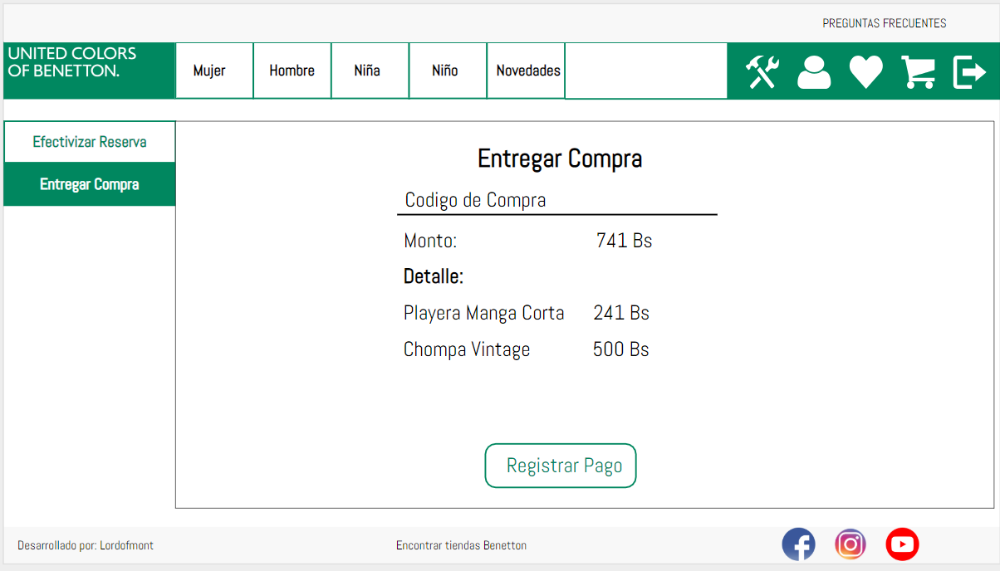 PREGUNTAS FRECUENTES
UNITED COLORS
OF BENETTON.
Mujer
Hombre
Niña
Niño
Novedades
Efectivizar Reserva
Entregar Compra
Entregar Compra
Codigo de Compra
Monto: 741 Bs
Detalle:
Playera Manga Corta 241 Bs
Chompa Vintage 500 Bs
Registrar Pago
Desarrollado por: Lordofmont
Encontrar tiendas Benetton